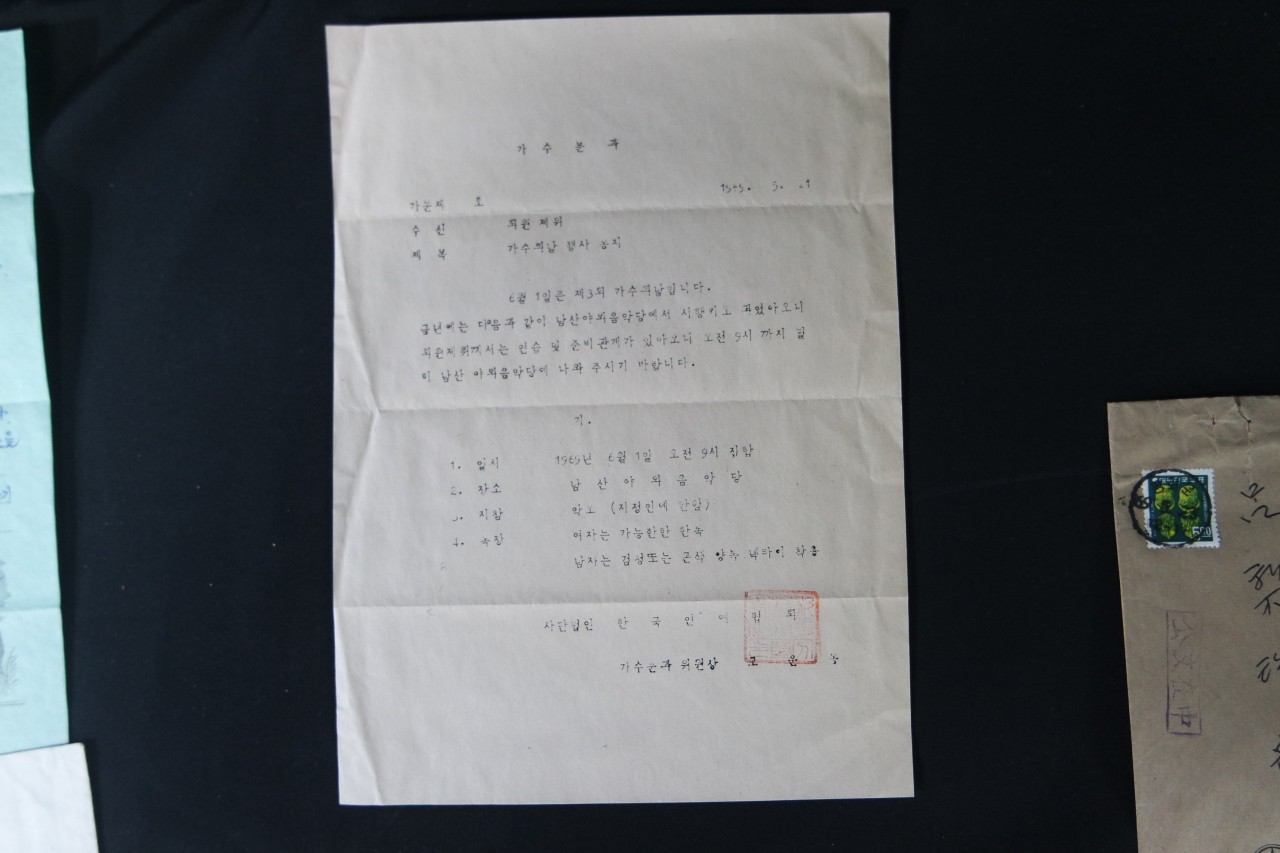 가 수 분 과
가분제 호
수 신 회원 제위
제 목 가수의날 행사 공지
6월 1일은 제3회 가수의날입니다.
금년에는 다음과 같이 남산야외음악당에서 시행키로 되었아오니
회원제위께서는 연습 및 준비관계가 있아오니 오전 9시 까지 필
히 남산 야외음악당에 나와 주시기 바랍니다.
기.
1. 일시 1969년 6월 1일 오전 9시 집합
2. 장소 남 산 야 외 음 악 당
3. 지참 악보 (지정인에 한함)
4. 복장 여자는 가능한한 한복
남자는 검정또는 곤색 양복 넥타이 착용
사단법인 한 국 연 예 협 회
가수분과 위원장
대한민국우표
5.00